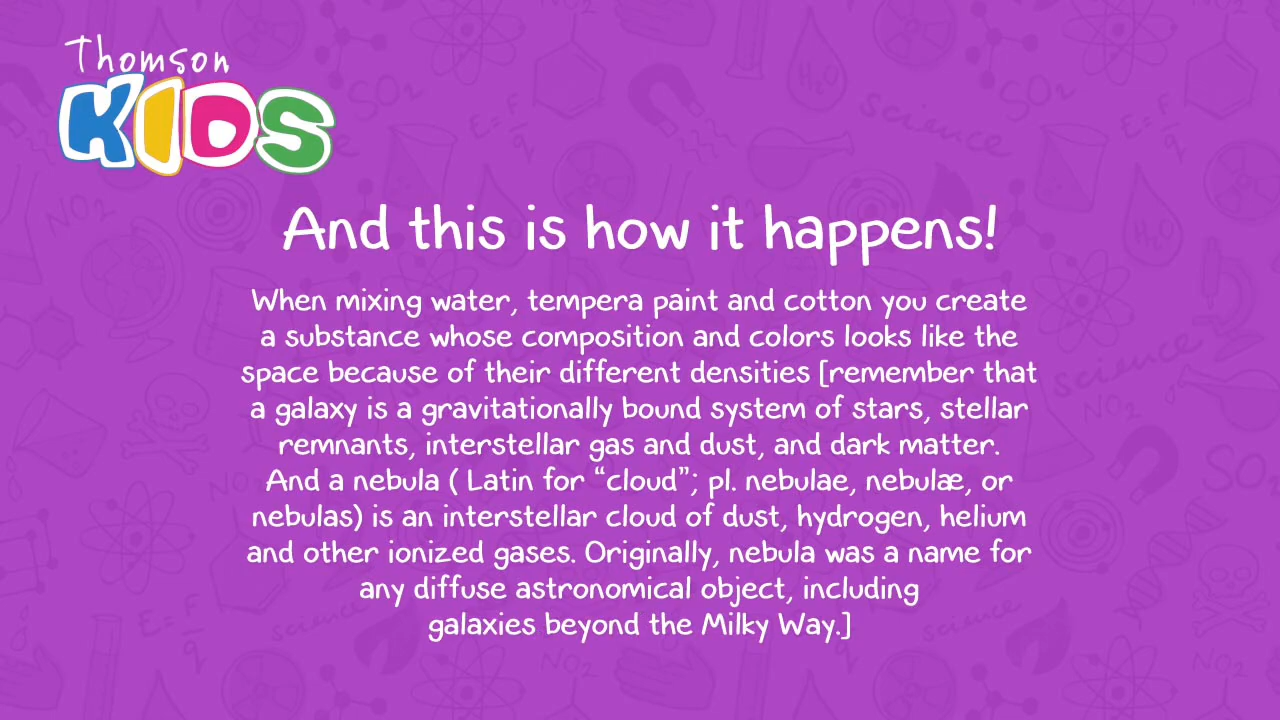 Thomson
KIDS
And this is how it happens!
When mixing water, tempera paint and cotton you create
a substance whose composition and colors looks like the
space because of their different densities [remember that
a galaxy is a gravitationally bound system of stars, stellar
remnants, interstellar gas and dust, and dark matter.
And a nebula ( Latin for “cloud”; pl. nebulae, nebulæ, or
nebulas) is an interstellar cloud of dust, hydrogen, helium
and other ionized gases. Originally, nebula was a name for
any diffuse astronomical object, including
galaxies beyond the Milky Way.]